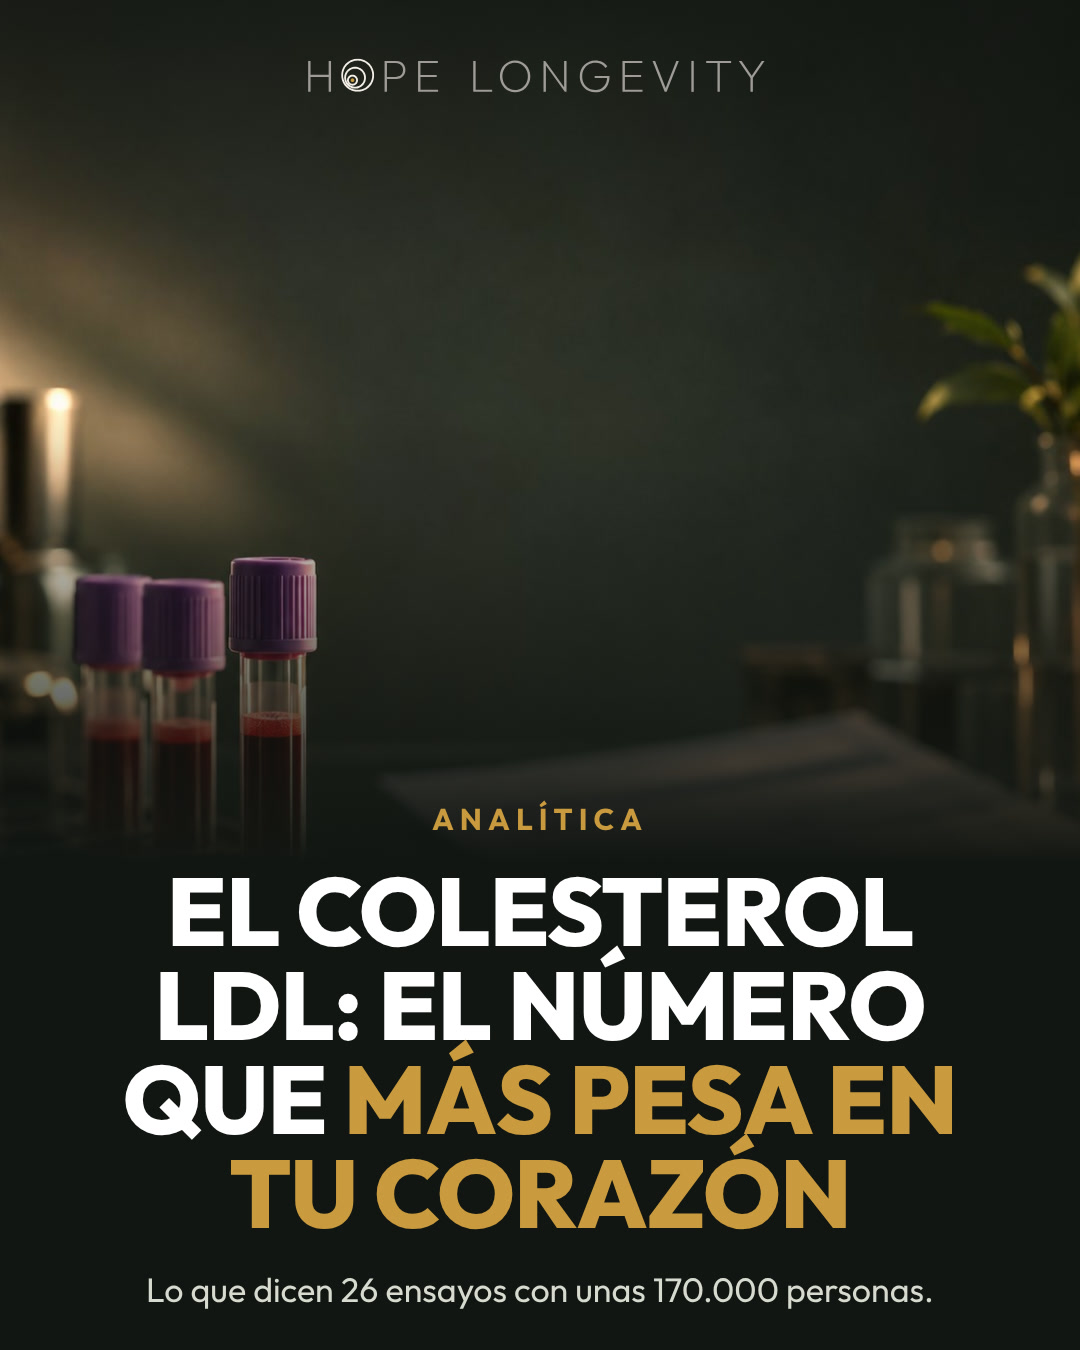 HOPE LONGEVITY
ANALÍTICA
EL COLESTEROL
LDL: EL NÚMERO
QUE MÁS PESA EN
TU CORAZÓN
Lo que dicen 26 ensayos con unas 170.000 personas.